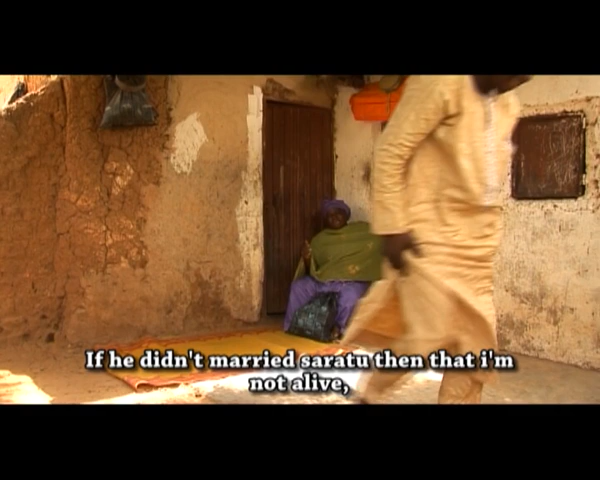 If he didn't married saratu then that i'm
not alive,